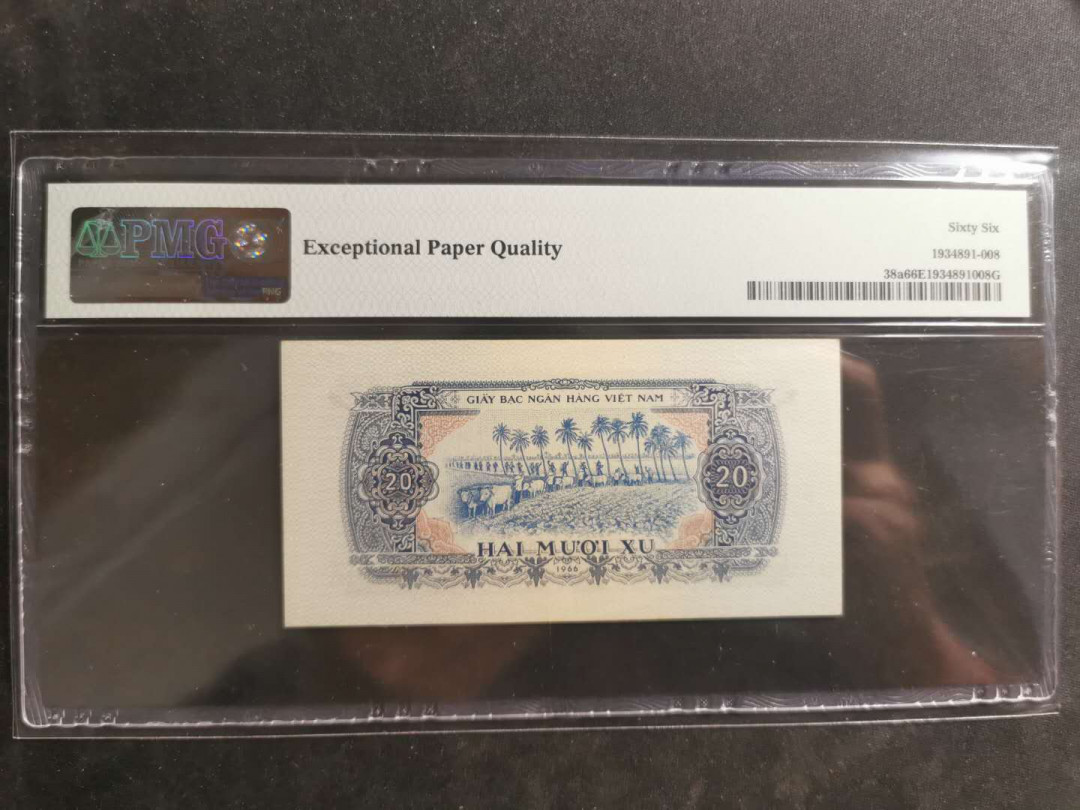 PMG
Exceptional Paper Quality
Sixty Six
1934891-008
38a66E1934891008G
PMG
GIẤY BẠC NGÂN HÀNG VIỆT NAM
20
20
HAI MƯƠI XU
1966